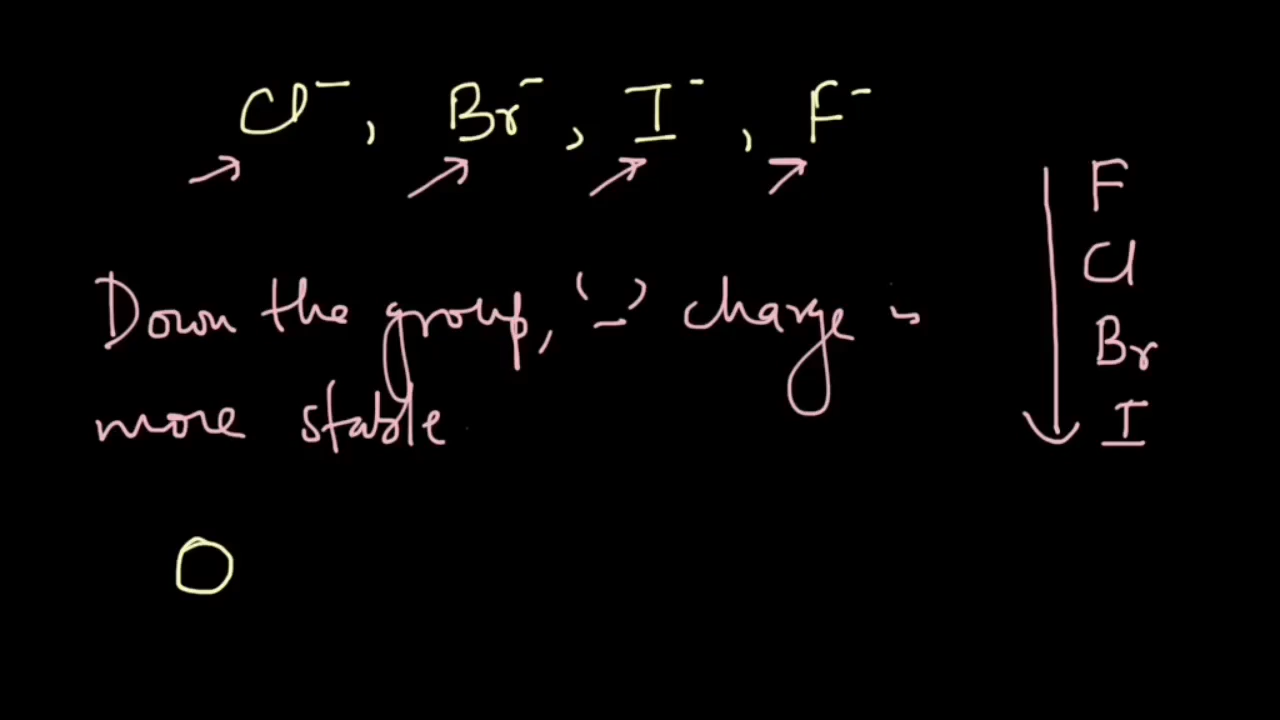 Cl⁻, Br⁻, I⁻, F⁻
F
Cl
Br
I
Down the group, '-' charge is
more stable